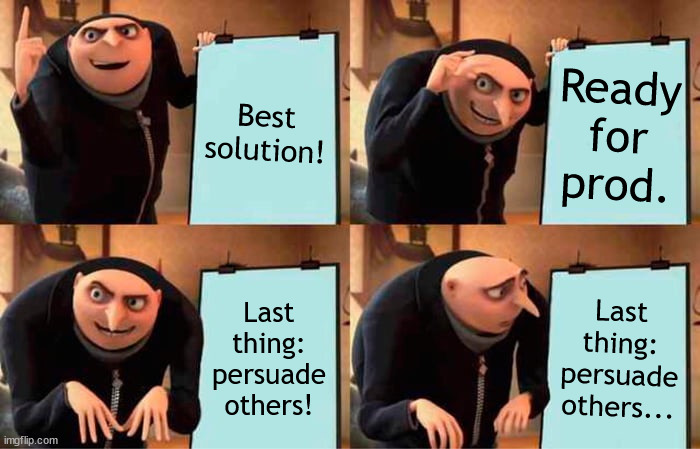 Best
solution!
Ready
for
prod.
Last
thing:
persuade
others!
Last
thing:
persuade
others...
imgflip.com